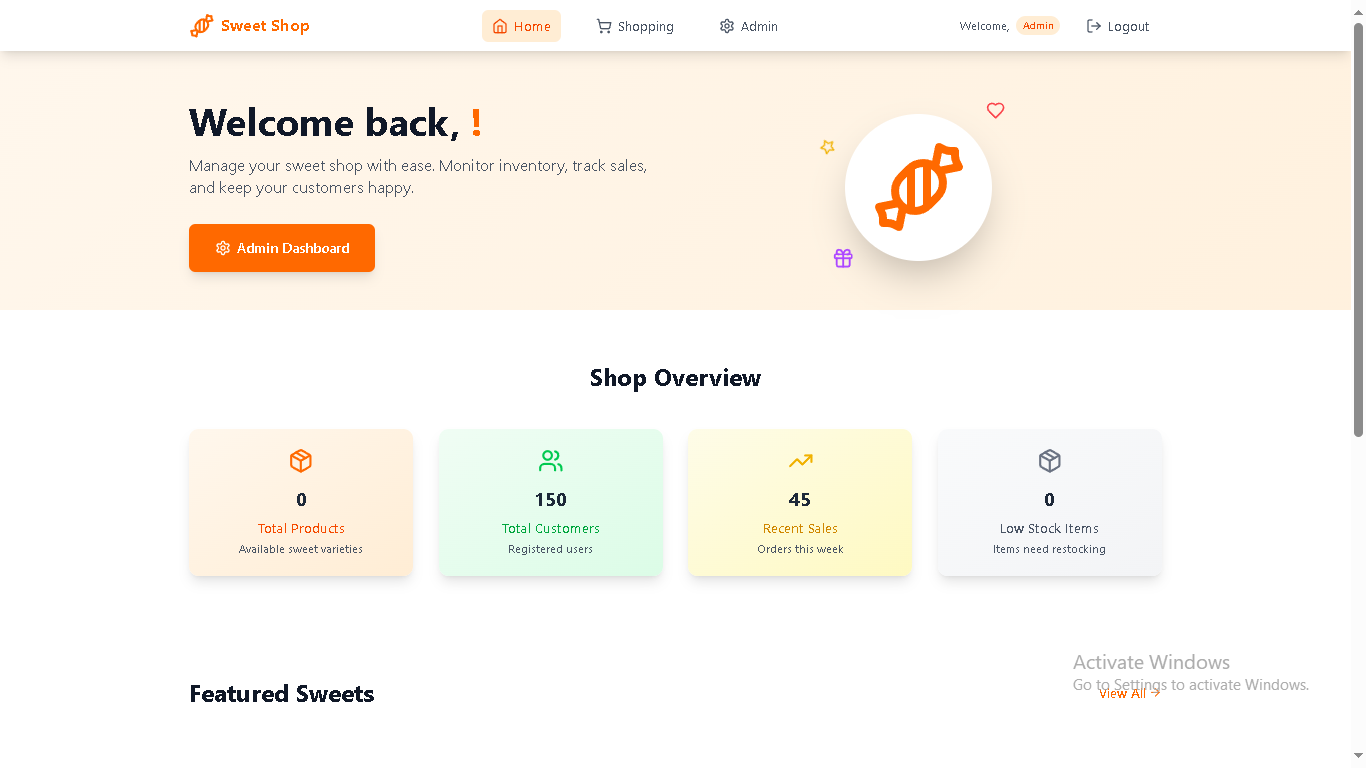 Sweet Shop
Home
Shopping
Admin
Welcome,
Admin
Logout
Welcome back, !
Manage your sweet shop with ease. Monitor inventory, track sales,
and keep your customers happy.
Admin Dashboard
Shop Overview
0
Total Products
Available sweet varieties
150
Total Customers
Registered users
45
Recent Sales
Orders this week
0
Low Stock Items
Items need restocking
Featured Sweets
View All →
Activate Windows
Go to Settings to activate Windows.